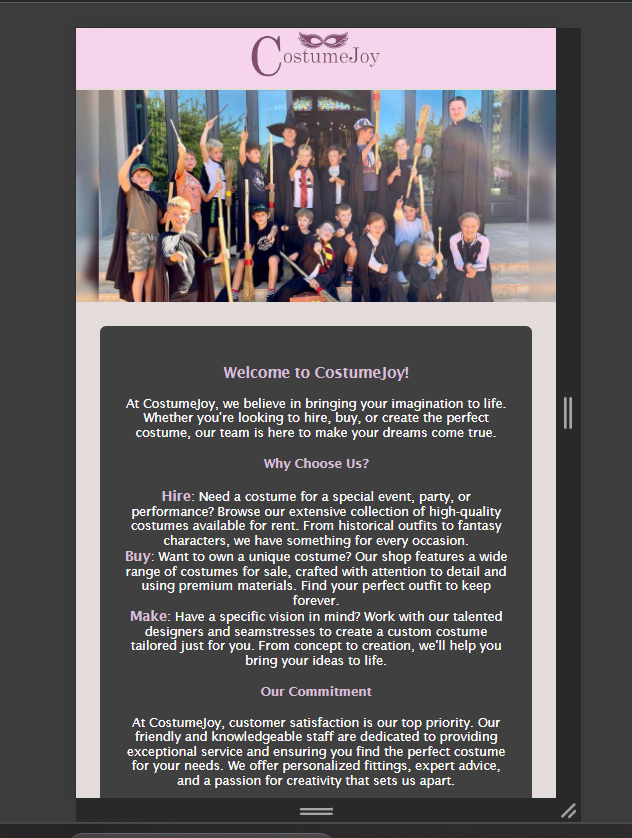 CostumeJoy
Welcome to CostumeJoy!
At CostumeJoy, we believe in bringing your imagination to life.
Whether you're looking to hire, buy, or create the perfect
costume, our team is here to make your dreams come true.
Why Choose Us?
Hire: Need a costume for a special event, party, or
performance? Browse our extensive collection of high-quality
costumes available for rent. From historical outfits to fantasy
characters, we have something for every occasion.
Buy: Want to own a unique costume? Our shop features a wide
range of costumes for sale, crafted with attention to detail and
using premium materials. Find your perfect outfit to keep
forever.
Make: Have a specific vision in mind? Work with our talented
designers and seamstresses to create a custom costume
tailored just for you. From concept to creation, we'll help you
bring your ideas to life.
Our Commitment
At CostumeJoy, customer satisfaction is our top priority. Our
friendly and knowledgeable staff are dedicated to providing
exceptional service and ensuring you find the perfect costume
for your needs. We offer personalized fittings, expert advice,
and a passion for creativity that sets us apart.